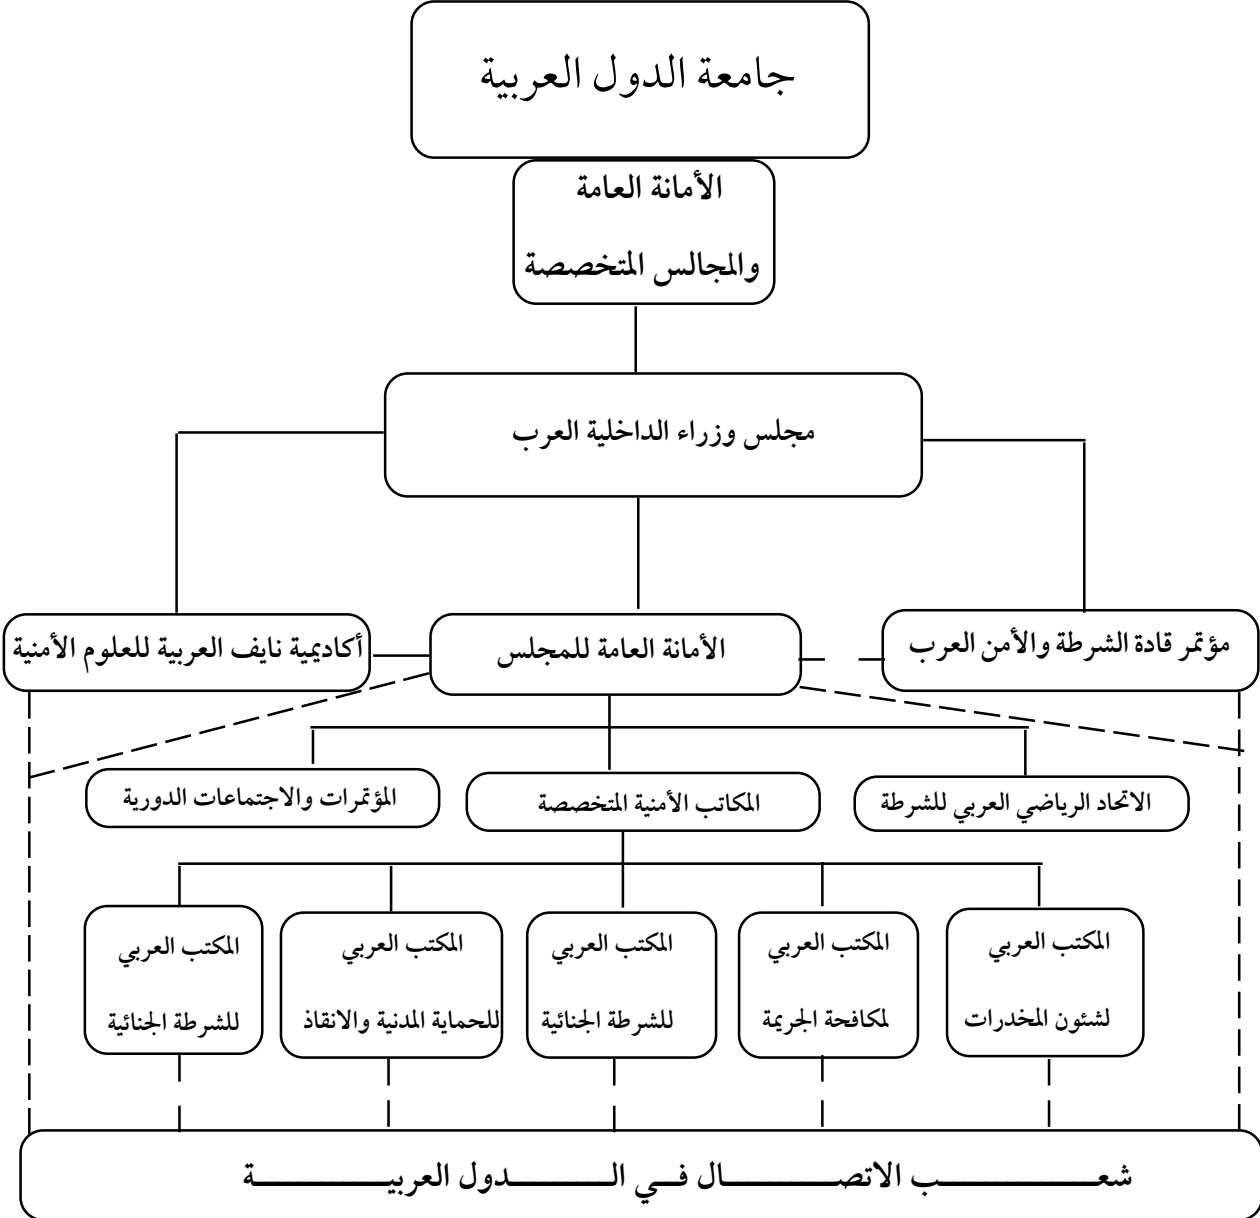 جامعة الدول العربية
الأمانة العامة
والمجالس المتخصصة
مجلس وزراء الداخلية العرب
مؤتمر قادة الشرطة والأمن العرب
الأمانة العامة للمجلس
أكاديمية نايف العربية للعلوم الأمنية
الاتحاد الرياضي العربي للشرطة
المكاتب الأمنية المتخصصة
المؤتمرات والاجتماعات الدورية
المكتب العربي
لشئون المخدرات
المكتب العربي
لمكافحة الجريمة
المكتب العربي
للشرطة الجنائية
المكتب العربي
للحماية المدنية والانقاذ
المكتب العربي
للشرطة الجنائية
شعـــــــــب الاتصـــــــال فــي الـــــــدول العربيـــــــــة